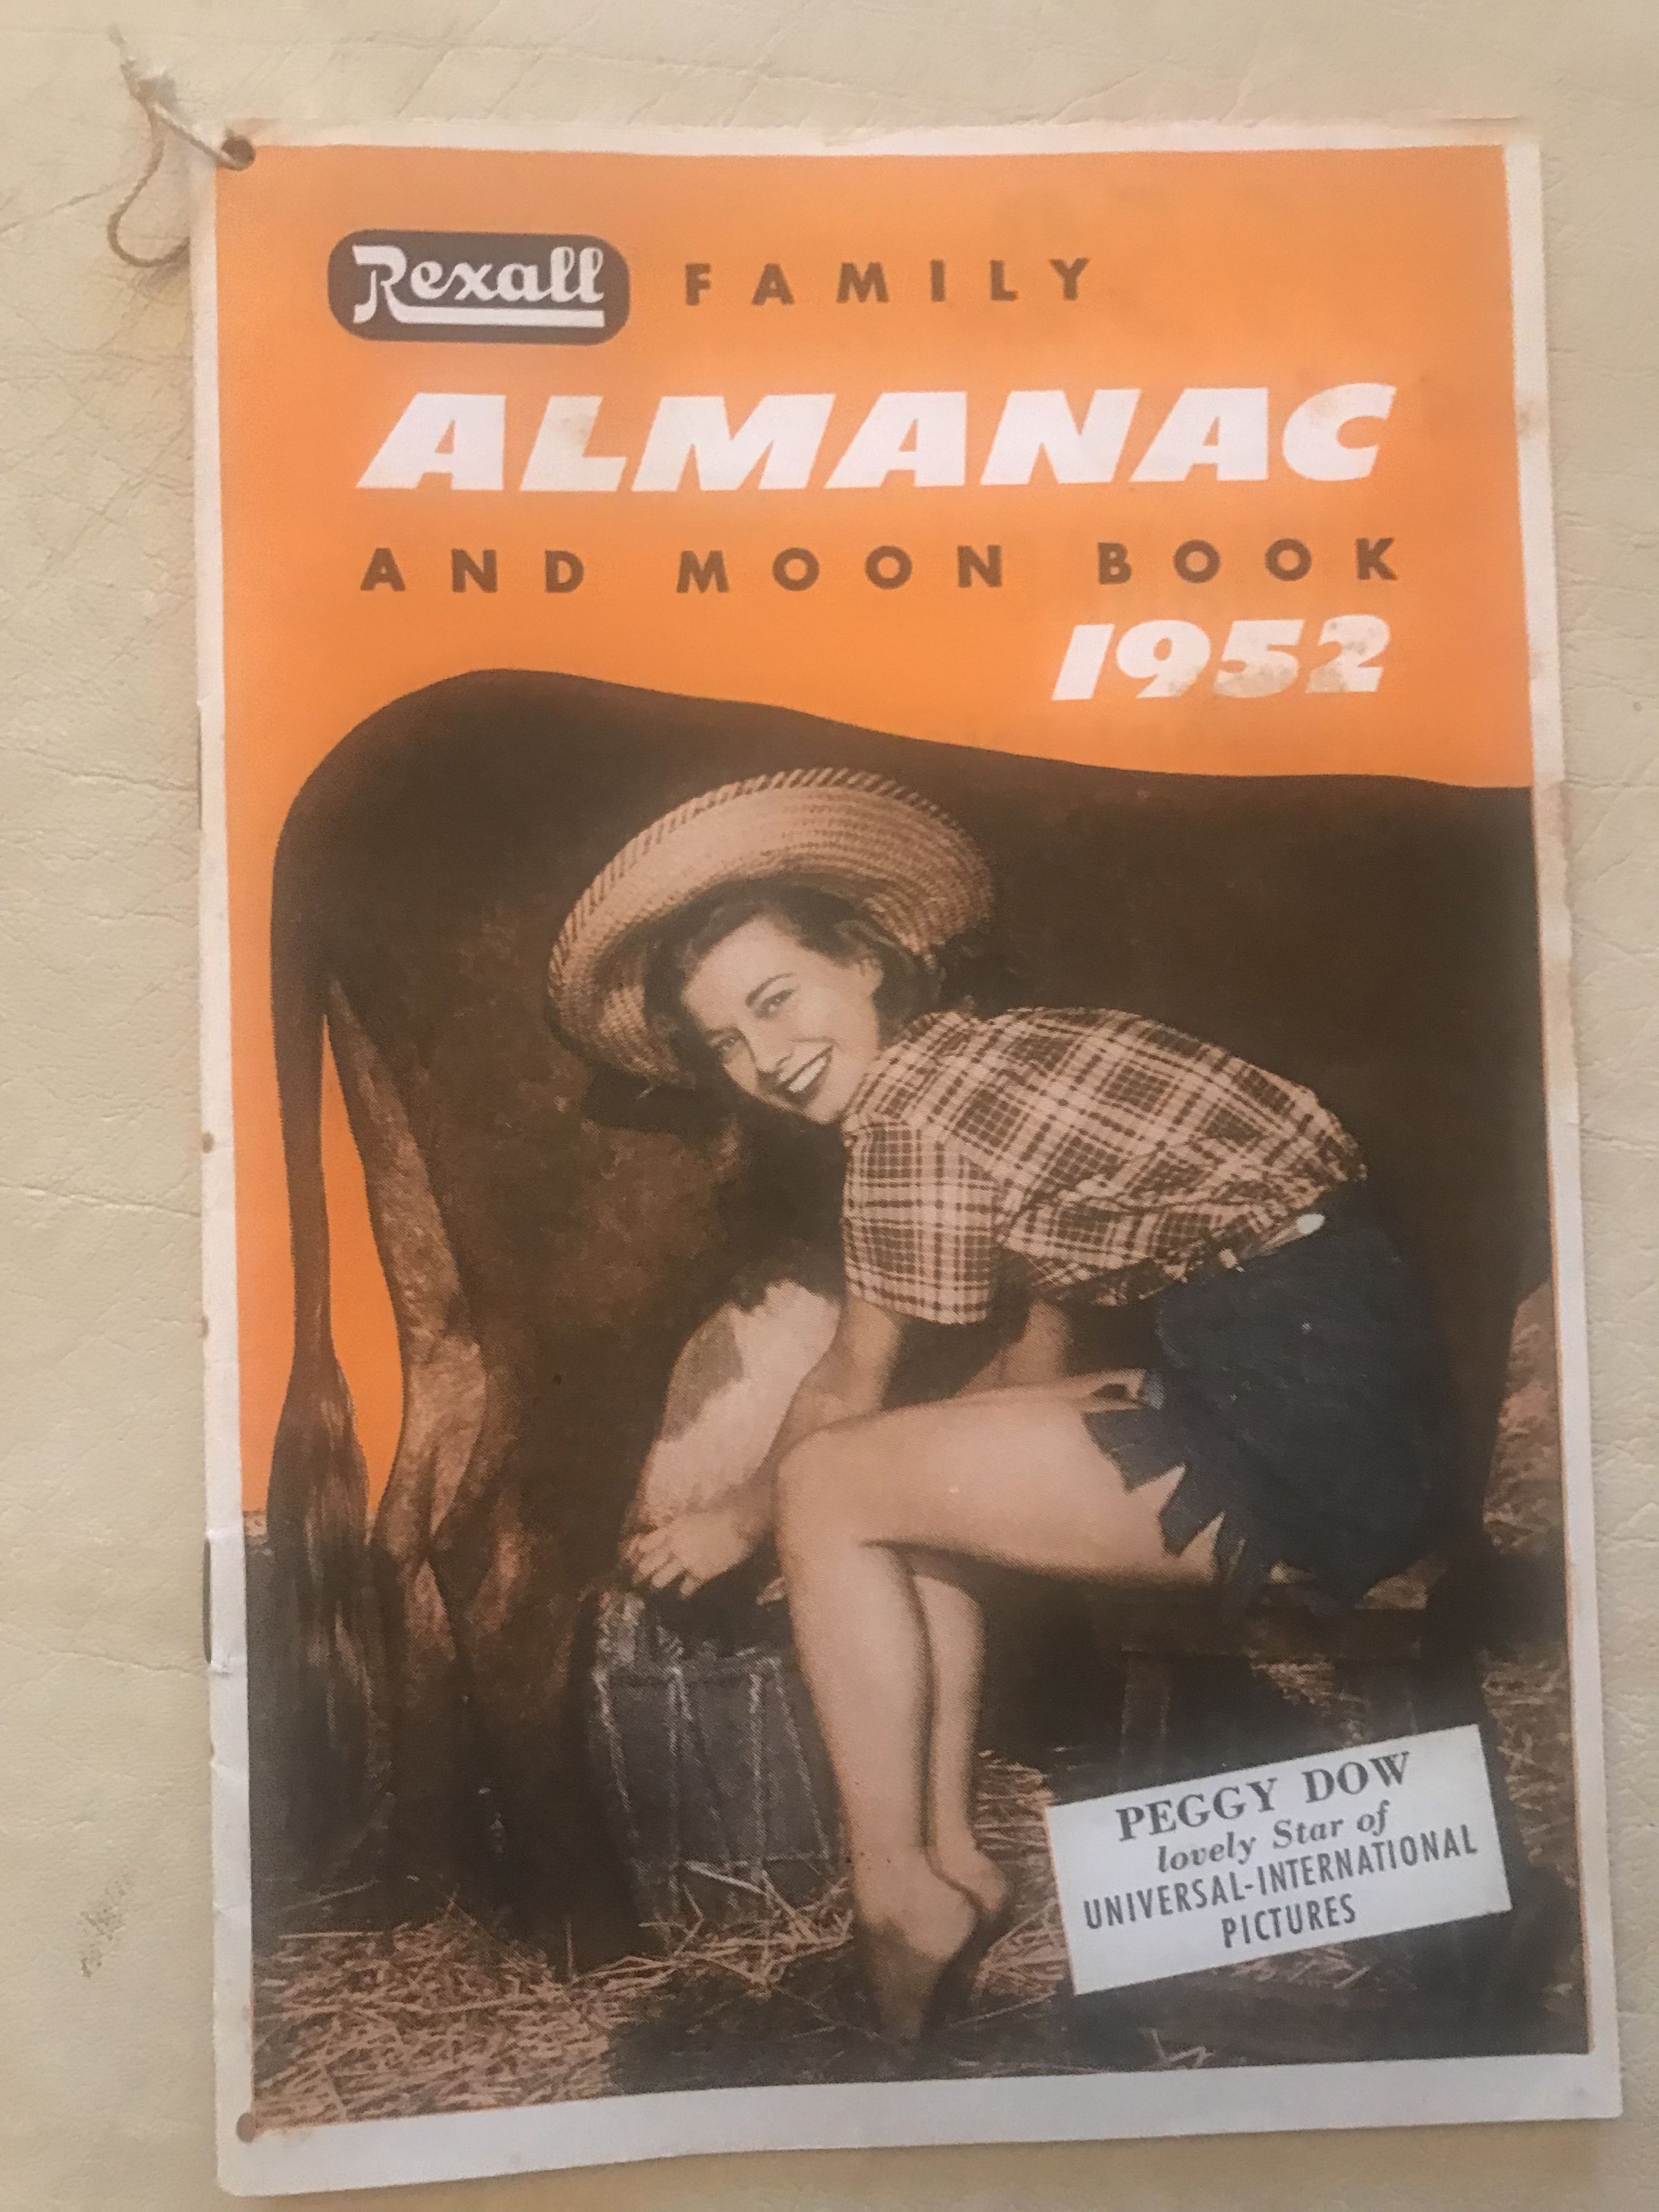 Rexall FAMILY
ALMANAC
AND MOON BOOK
1952
PEGGY DOW
lovely Star of
UNIVERSAL-INTERNATIONAL
PICTURES